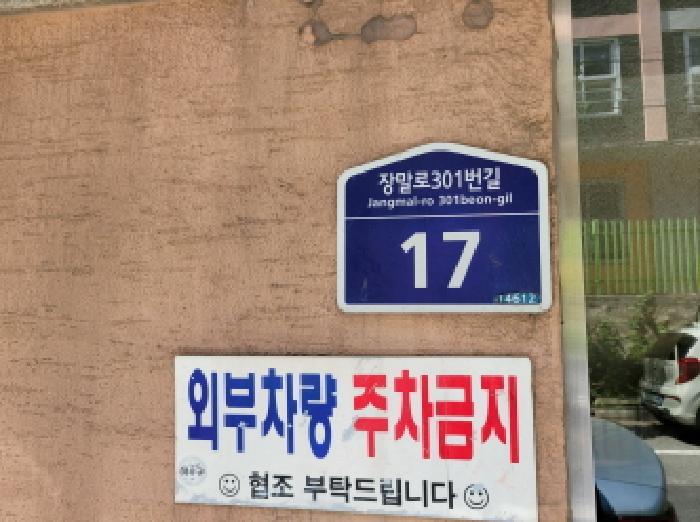 장말로301번길
Jangmal-ro 301beon-gil
17
14612
외부차량 주차금지
협조 부탁드립니다